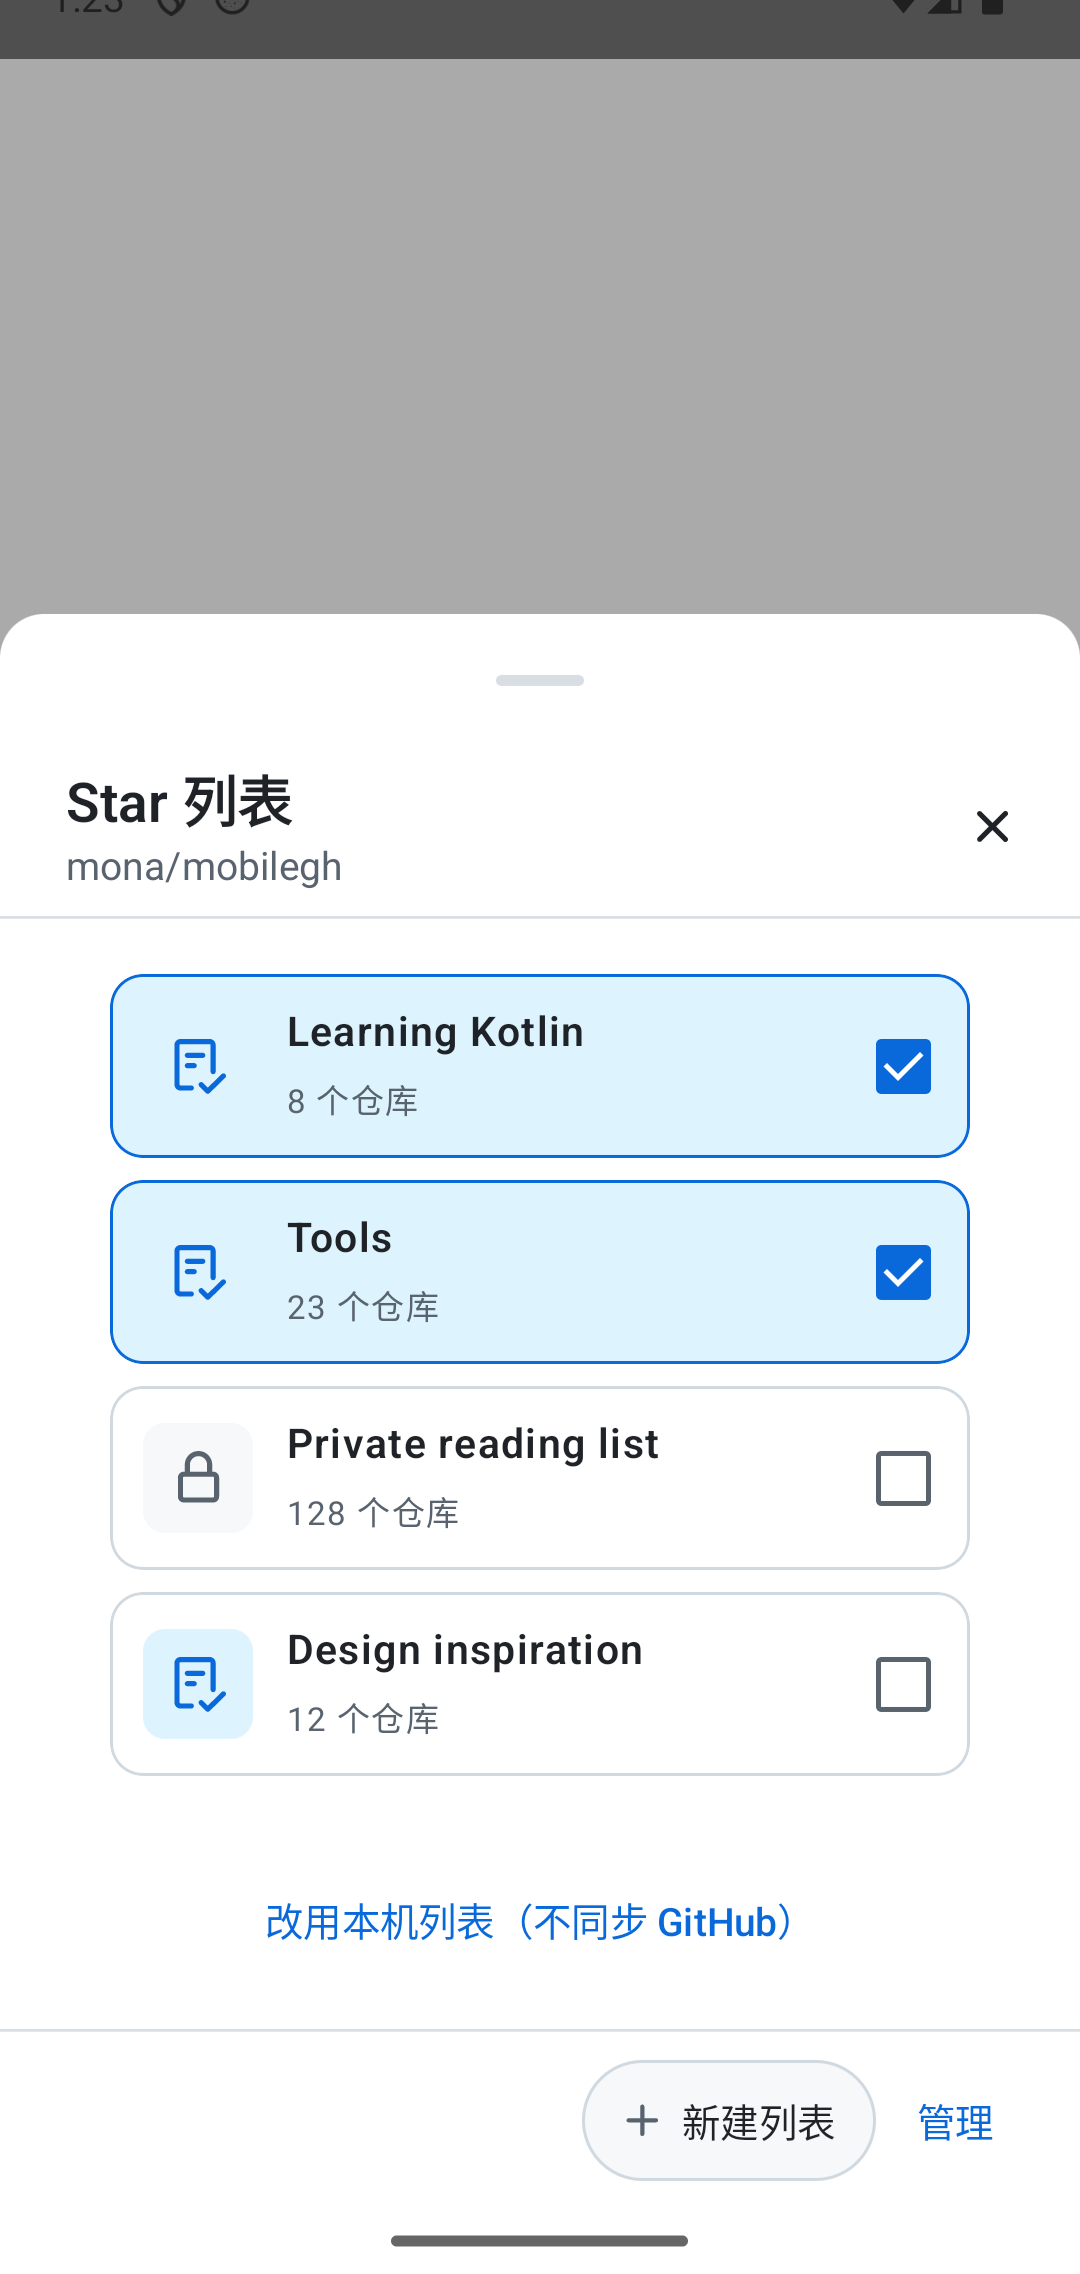 1:23
Star 列表
mona/mobilegh
Learning Kotlin
8 个仓库
Tools
23 个仓库
Private reading list
128 个仓库
Design inspiration
12 个仓库
改用本机列表（不同步 GitHub）
新建列表
管理